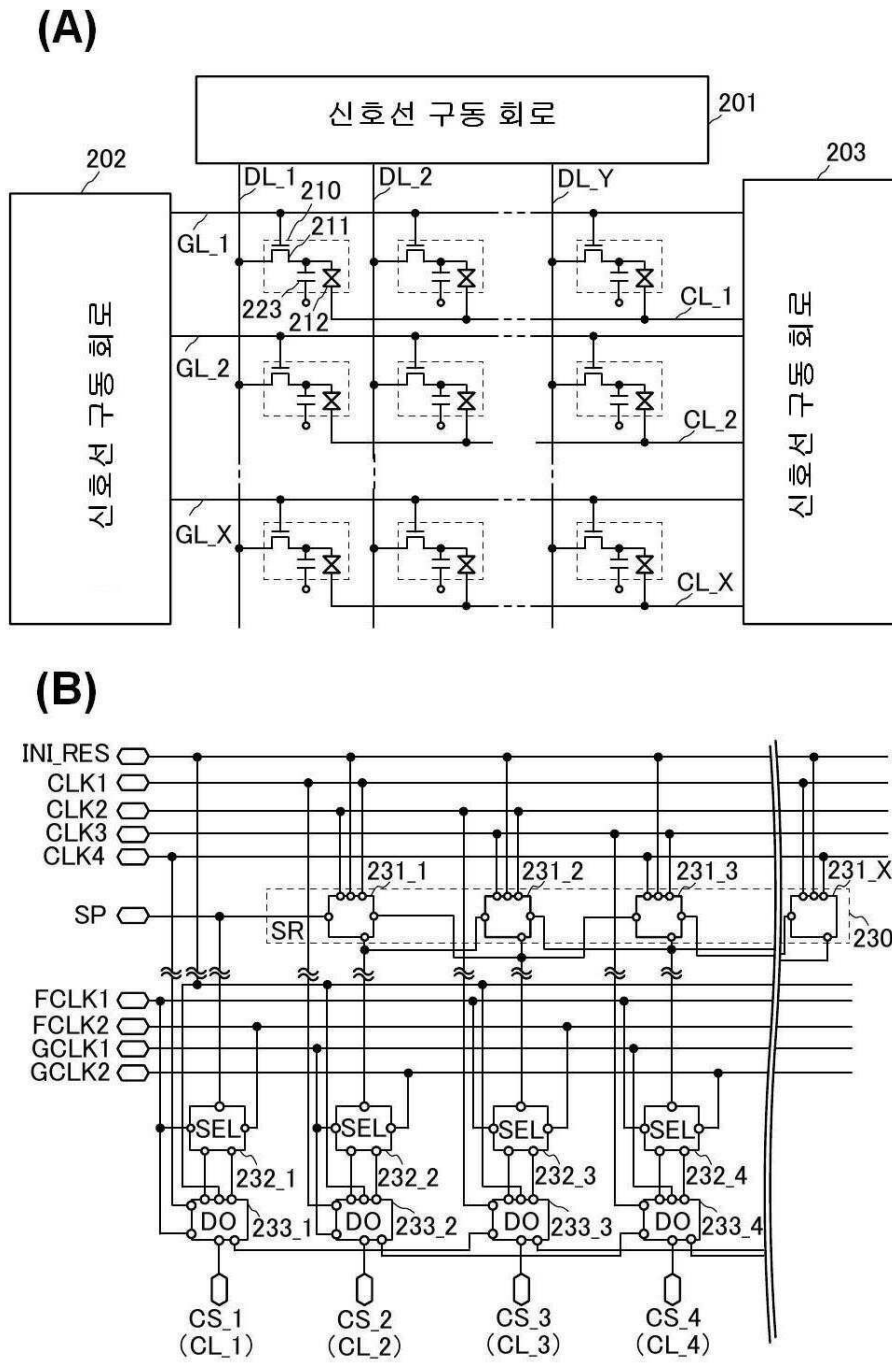 (A)
신호선 구동 회로
201
202
203
DL_1
DL_2
DL_Y
210
GL_1
211
223
212
CL_1
신호선 구동 회로
신호선 구동 회로
GL_2
CL_2
GL_X
CL_X
(B)
INI_RES
CLK1
CLK2
CLK3
CLK4
231_1
231_2
231_3
231_X
SP
SR
230
FCLK1
FCLK2
GCLK1
GCLK2
SEL
SEL
SEL
SEL
232_1
232_2
232_3
232_4
DO
DO
DO
DO
233_1
233_2
233_3
233_4
CS_1
(CL_1)
CS_2
(CL_2)
CS_3
(CL_3)
CS_4
(CL_4)